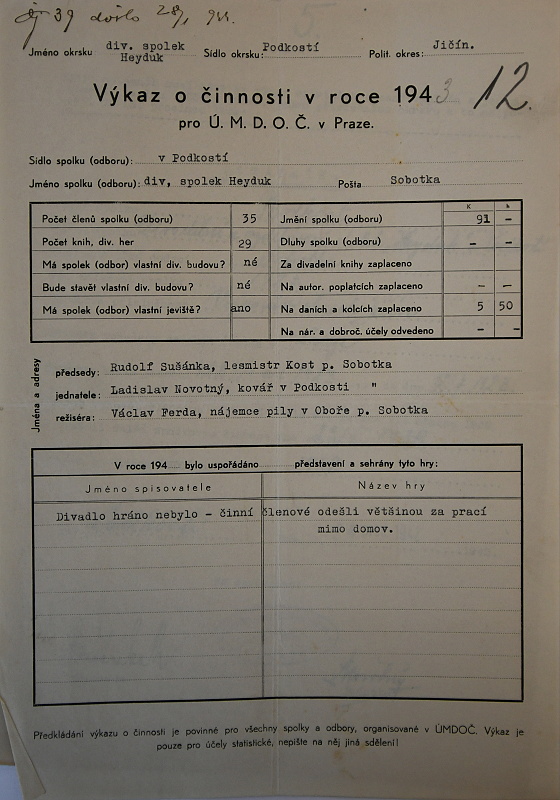 39 došlo
Jméno okrsku div. spolek Heyduk Sídlo okrsku: Podkostí Polit. okres: Jičín.
Výkaz o činnosti v roce 1943 12.
pro Ú. M. D. O. Č. v Praze.
Sídlo spolku (odboru): v Podkostí
Jméno spolku (odboru): div, spolek Heyduk Pošta Sobotka
K h
Počet členů spolku (odboru) 35 Jmění spolku (odboru) 91 –
Počet knih, div. her 29 Dluhy spolku (odboru) – –
Má spolek (odbor) vlastní div. budovu? né Za divadelní knihy zaplaceno
Bude stavět vlastní div. budovu? né Na autor. poplatcích zaplaceno – –
Má spolek (odbor) vlastní jeviště? ano Na daních a kolcích zaplaceno 5 50
Na nár. a dobroč. účely odvedeno – –
Jména a adresy
předsedy: Rudolf Sušánka, lesmistr Kost p. Sobotka
jednatele: Ladislav Novotný, kovář v Podkosti "
režiséra: Václav Ferda, nájemce pily v Oboře p. Sobotka
V roce 194 bylo uspořádáno představení a sehrány tyto hry:
Jméno spisovatele Název hry
Divadlo hráno nebylo – činní členové odešli většinou za prací
mimo domov.
Předkládání výkazu o činnosti je povinné pro všechny spolky a odbory, organisované v ÚMDOČ. Výkaz je
pouze pro účely statistické, nepište na něj jiná sdělení!